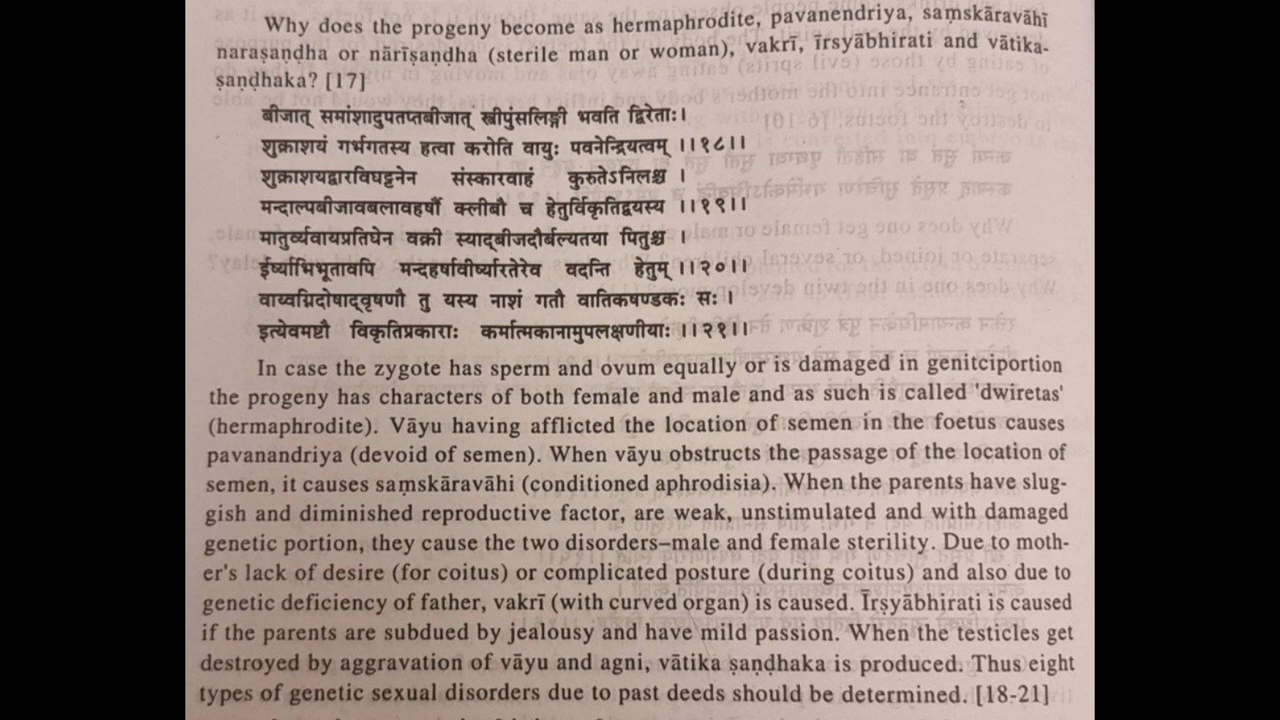 Why does the progeny become as hermaphrodite, pavanendriya, saṃskāravāhī
naraṣaṇḍha or nārīṣaṇḍha (sterile man or woman), vakrī, īrsyābhirati and vātika-
ṣaṇḍhaka? [17]
बीजात् समांशादुपतप्तबीजात् स्त्रीपुंसलिङ्गी भवति द्विरेताः।
शुक्राशयं गर्भगतस्य हत्वा करोति वायुः पवनेन्द्रियत्वम् ।।१८।।
शुक्राशयद्वारविघट्टनेन संस्कारवाहं कुरुतेऽनिलश्च ।
मन्दाल्पबीजावबलावहर्षौ क्लीबौ च हेतुर्विकृतिद्वयस्य ।।१९।।
मातुर्व्यवायप्रतिघेन वक्री स्याद्बीजदौर्बल्यतया पितुश्च ।
ईर्ष्याभिभूतावपि मन्दहर्षावीर्ष्यारतेरेव वदन्ति हेतुम् ।।२०।।
वाय्वग्निदोषाद्वृषणौ तु यस्य नाशं गतौ वातिकषण्डकः सः ।
इत्येवमष्टौ विकृतिप्रकाराः कर्मात्मकानामुपलक्षणीयाः ।।२१।।
In case the zygote has sperm and ovum equally or is damaged in genitciportion
the progeny has characters of both female and male and as such is called 'dwiretas'
(hermaphrodite). Vāyu having afflicted the location of semen in the foetus causes
pavanandriya (devoid of semen). When vāyu obstructs the passage of the location of
semen, it causes saṃskāravāhi (conditioned aphrodisia). When the parents have slug-
gish and diminished reproductive factor, are weak, unstimulated and with damaged
genetic portion, they cause the two disorders–male and female sterility. Due to moth-
er's lack of desire (for coitus) or complicated posture (during coitus) and also due to
genetic deficiency of father, vakrī (with curved organ) is caused. Īrṣyābhirati is caused
if the parents are subdued by jealousy and have mild passion. When the testicles get
destroyed by aggravation of vāyu and agni, vātika ṣaṇḍhaka is produced. Thus eight
types of genetic sexual disorders due to past deeds should be determined. [18-21]